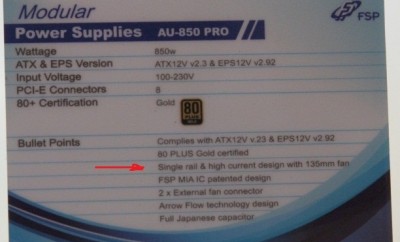 Modular
FSP
Power Supplies AU-850 PRO
Wattage 850w
ATX & EPS Version ATX12V v2.3 & EPS12V v2.92
Input Voltage 100-230V
PCI-E Connectors 8
80+ Certification Gold 80 PLUS
Bullet Points Complies with ATX12V v.23 & EPS12V v2.92
80 PLUS Gold certified
Single rail & high current design with 135mm fan
FSP MIA IC patented design
2 x External fan connector
Arrow Flow technology design
Full Japanese capacitor